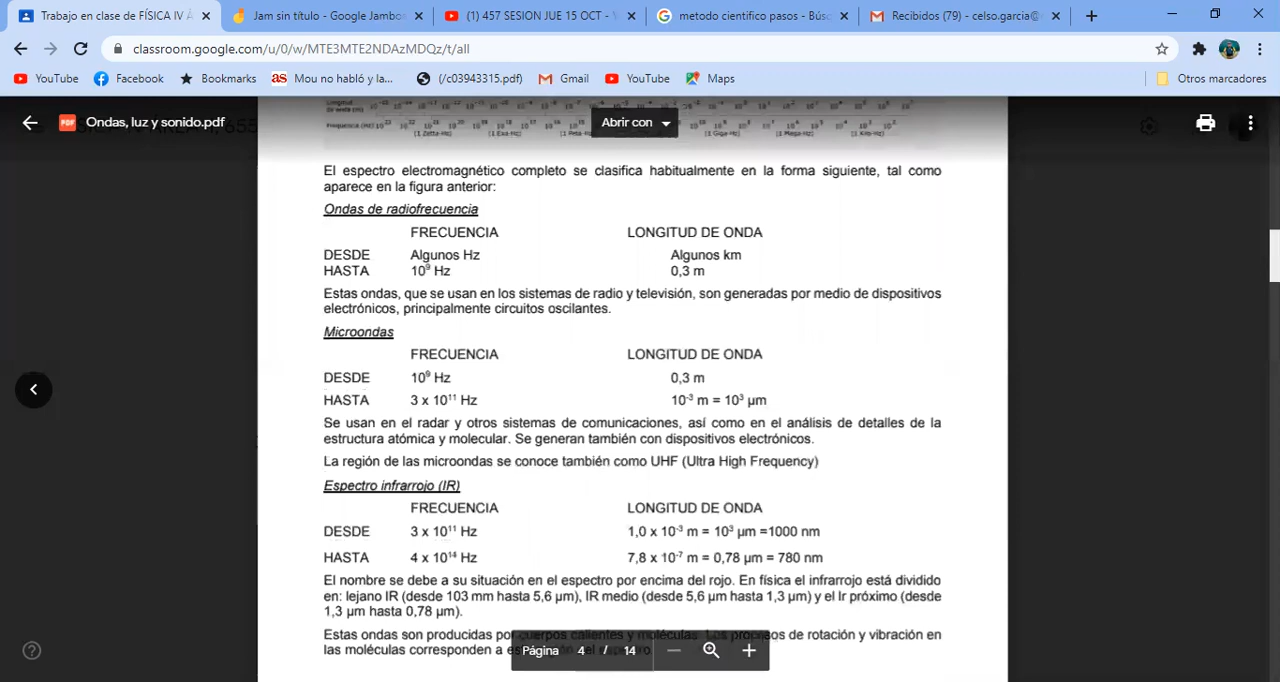 Trabajo en clase de FÍSICA IV Á
Jam sin título - Google Jambo
(1) 457 SESION JUE 15 OCT -
metodo cientifico pasos - Bús
Recibidos (79) - celso.garcia@
classroom.google.com/u/0/w/MTE3MTE2NDAzMDQz/t/all
YouTube
Facebook
Bookmarks
as Mou no habló y la...
(/c03943315.pdf)
Gmail
YouTube
Maps
Otros marcadores
PDF
Ondas, luz y sonido.pdf
Abrir con
El espectro electromagnético completo se clasifica habitualmente en la forma siguiente, tal como
aparece en la figura anterior:
Ondas de radiofrecuencia
FRECUENCIA LONGITUD DE ONDA
DESDE Algunos Hz Algunos km
HASTA 10⁹ Hz 0,3 m
Estas ondas, que se usan en los sistemas de radio y televisión, son generadas por medio de dispositivos
electrónicos, principalmente circuitos oscilantes.
Microondas
FRECUENCIA LONGITUD DE ONDA
DESDE 10⁹ Hz 0,3 m
HASTA 3 x 10¹¹ Hz 10⁻³ m = 10³ µm
Se usan en el radar y otros sistemas de comunicaciones, así como en el análisis de detalles de la
estructura atómica y molecular. Se generan también con dispositivos electrónicos.
La región de las microondas se conoce también como UHF (Ultra High Frequency)
Espectro infrarrojo (IR)
FRECUENCIA LONGITUD DE ONDA
DESDE 3 x 10¹¹ Hz 1,0 x 10⁻³ m = 10³ µm =1000 nm
HASTA 4 x 10¹⁴ Hz 7,8 x 10⁻⁷ m = 0,78 µm = 780 nm
El nombre se debe a su situación en el espectro por encima del rojo. En física el infrarrojo está dividido
en: lejano IR (desde 103 mm hasta 5,6 µm), IR medio (desde 5,6 µm hasta 1,3 µm) y el Ir próximo (desde
1,3 µm hasta 0,78 µm).
Estas ondas son producidas por cuerpos calientes y moléculas. Los procesos de rotación y vibración en
las moléculas corresponden a
Página 4 / 14